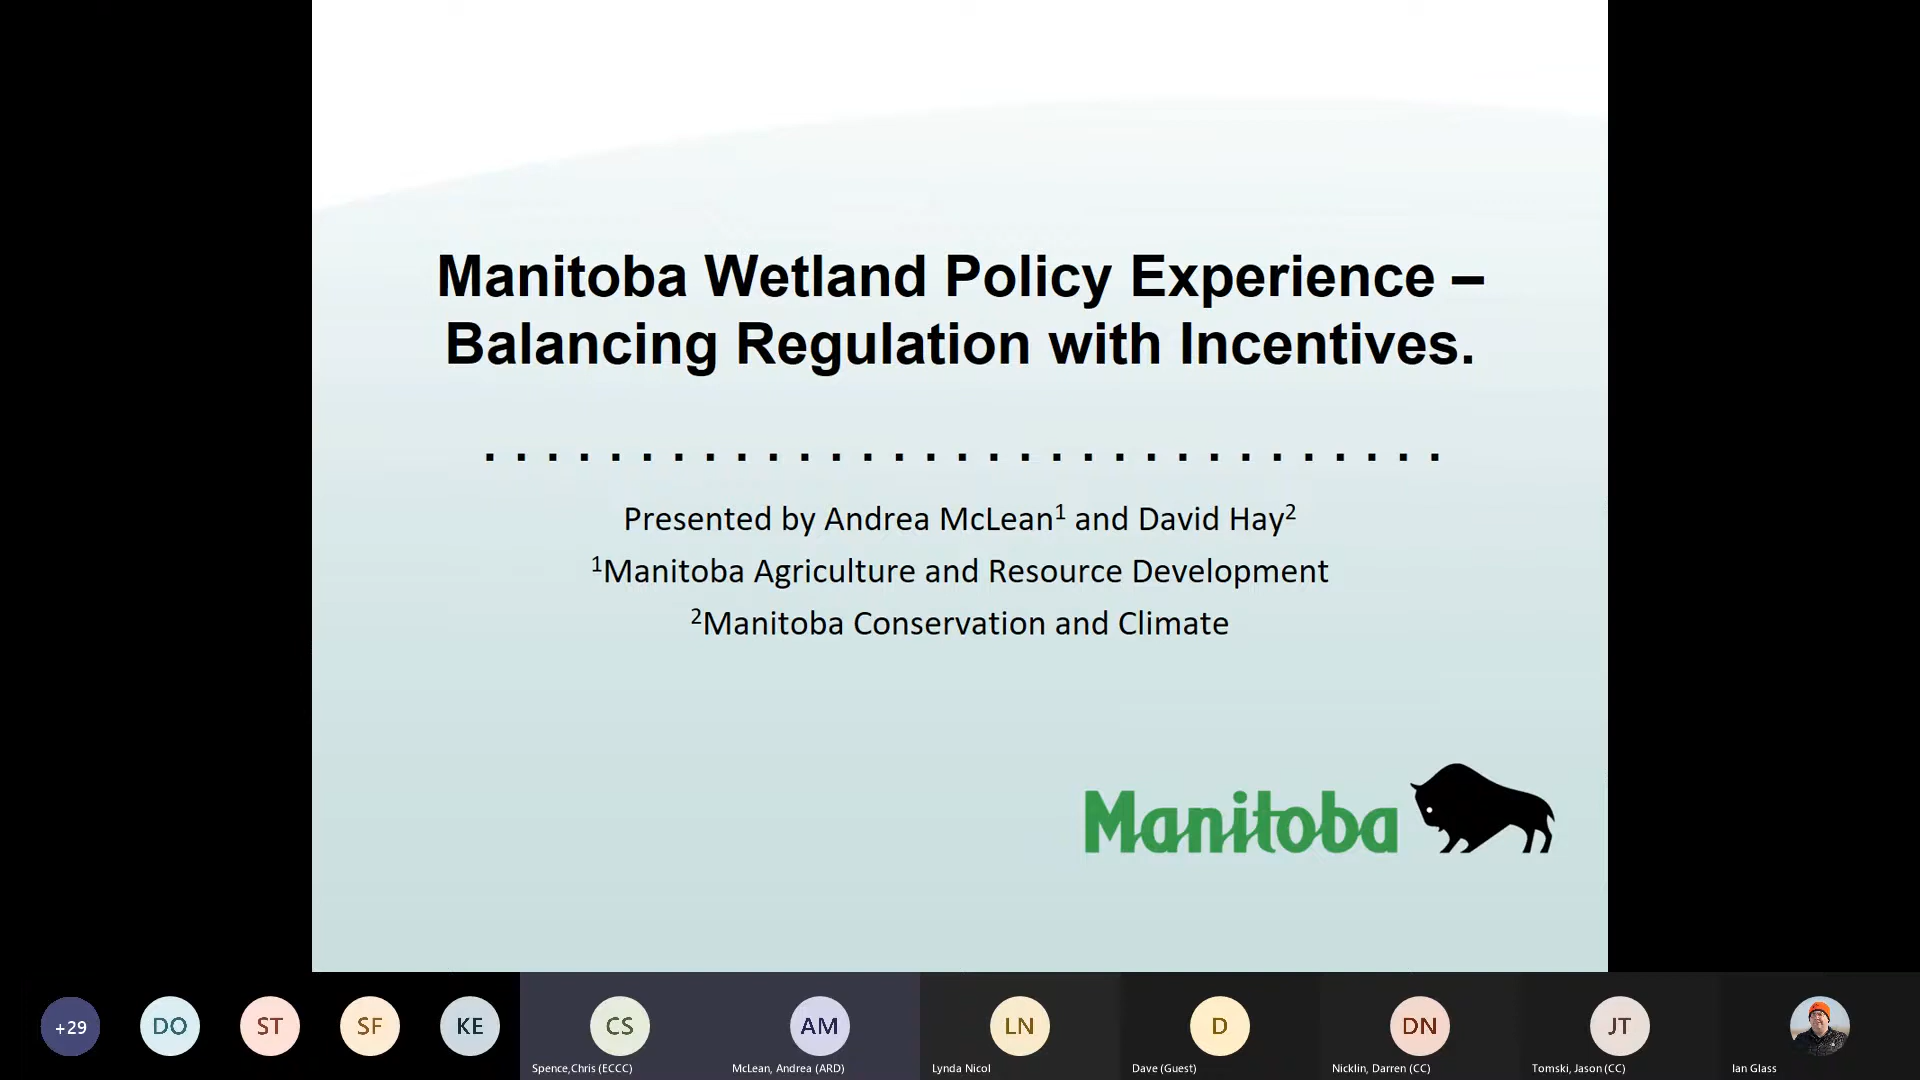 Manitoba Wetland Policy Experience –
Balancing Regulation with Incentives.
. . . . . . . . . . . . . . . . . . . . . . . . . . . . . . .
Presented by Andrea McLean¹ and David Hay²
¹Manitoba Agriculture and Resource Development
²Manitoba Conservation and Climate
Manitoba
+29 DO ST SF KE CS AM LN D DN JT
Spence,Chris (ECCC) McLean, Andrea (ARD) Lynda Nicol Dave (Guest) Nicklin, Darren (CC) Tomski, Jason (CC) Ian Glass